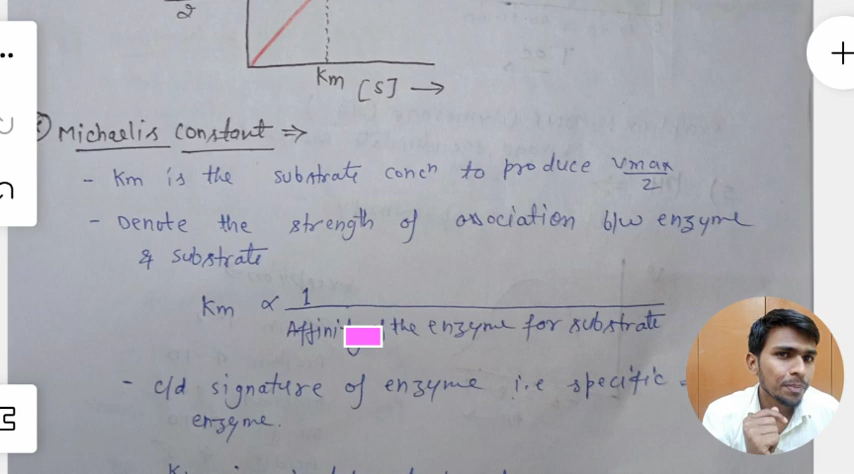 2
Km [S] →
Michaelis constant ⇒
- Km is the substrate concn to produce Vmax/2
- Denote the strength of association b/w enzyme
& substrate
Km ∝ 1
the enzyme for substrate
- c/d signature of enzyme i.e specific
enzyme.